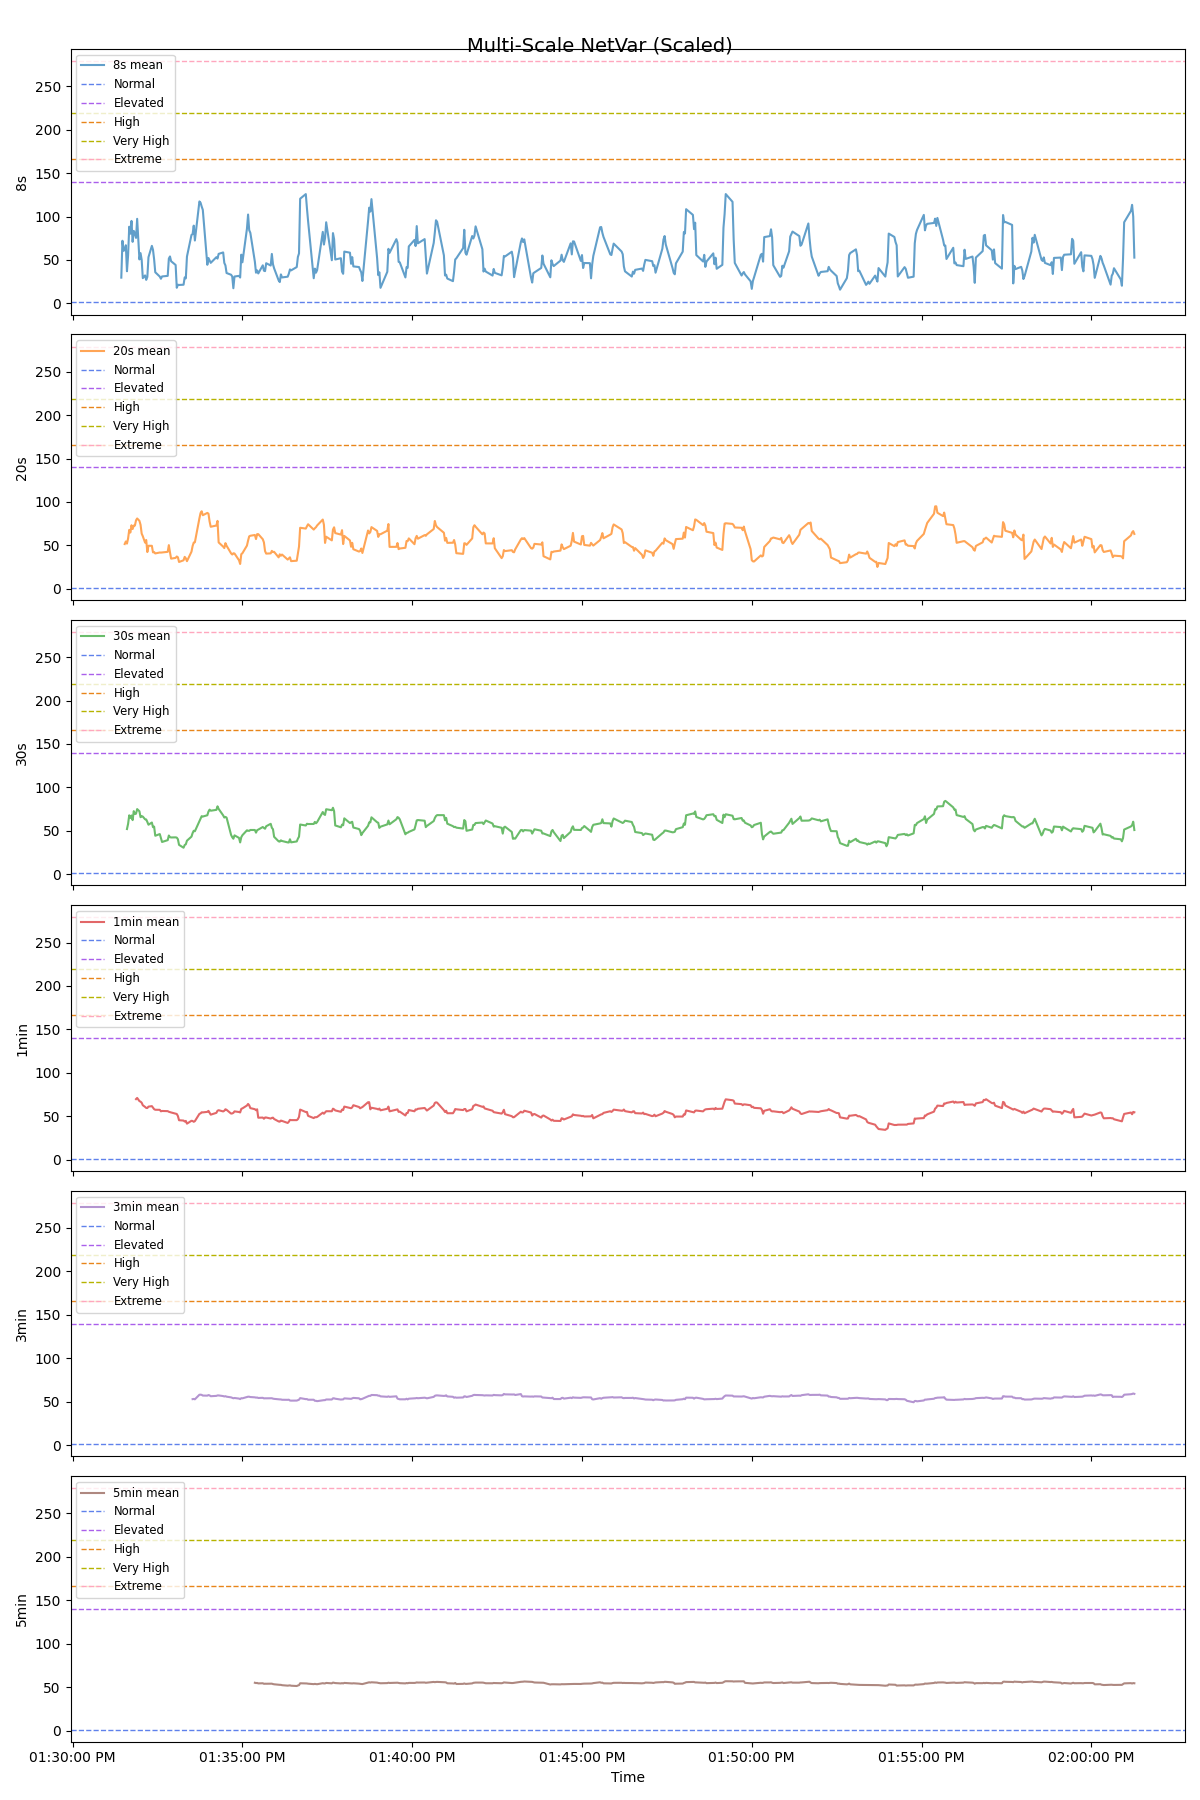 Multi-Scale NetVar (Scaled)
8s mean
Normal
Elevated
High
Very High
Extreme
250
200
150
100
50
0
8s
20s mean
Normal
Elevated
High
Very High
Extreme
250
200
150
100
50
0
20s
30s mean
Normal
Elevated
High
Very High
Extreme
250
200
150
100
50
0
30s
1min mean
Normal
Elevated
High
Very High
Extreme
250
200
150
100
50
0
1min
3min mean
Normal
Elevated
High
Very High
Extreme
250
200
150
100
50
0
3min
5min mean
Normal
Elevated
High
Very High
Extreme
250
200
150
100
50
0
5min
01:30:00 PM 01:35:00 PM 01:40:00 PM 01:45:00 PM 01:50:00 PM 01:55:00 PM 02:00:00 PM
Time